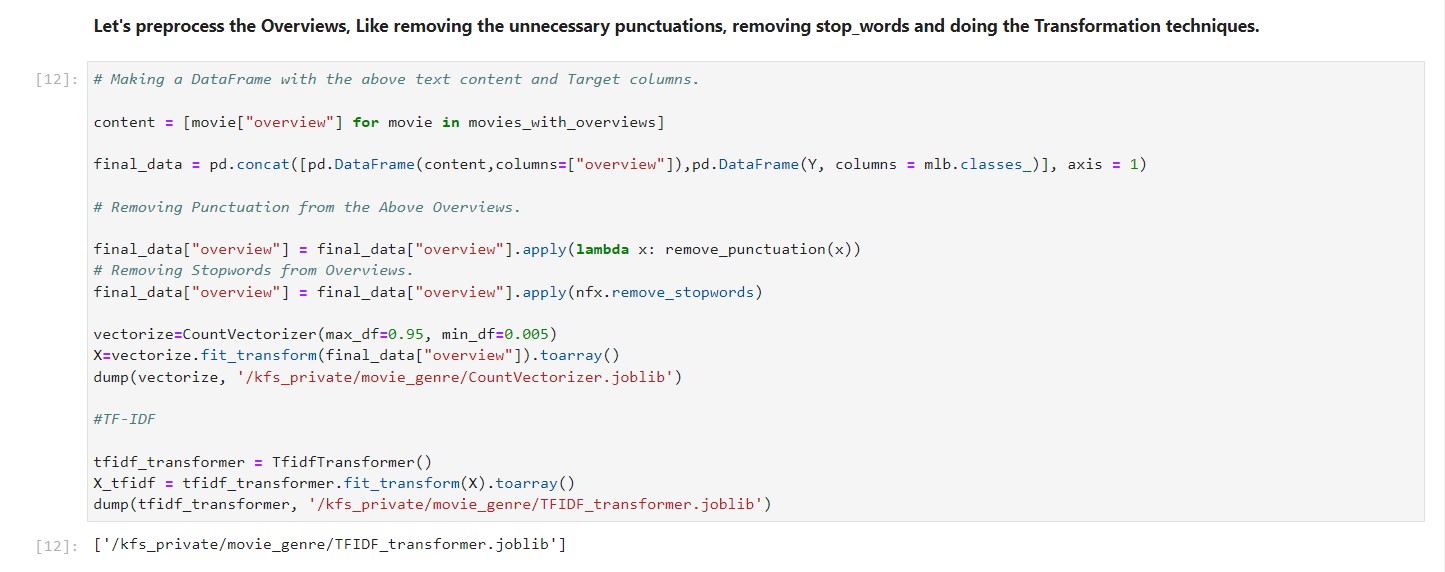 Let's preprocess the Overviews, Like removing the unnecessary punctuations, removing stop_words and doing the Transformation techniques.
[12]: # Making a DataFrame with the above text content and Target columns.
content = [movie["overview"] for movie in movies_with_overviews]
final_data = pd.concat([pd.DataFrame(content,columns=["overview"]),pd.DataFrame(Y, columns = mlb.classes_)], axis = 1)
# Removing Punctuation from the Above Overviews.
final_data["overview"] = final_data["overview"].apply(lambda x: remove_punctuation(x))
# Removing Stopwords from Overviews.
final_data["overview"] = final_data["overview"].apply(nfx.remove_stopwords)
vectorize=CountVectorizer(max_df=0.95, min_df=0.005)
X=vectorize.fit_transform(final_data["overview"]).toarray()
dump(vectorize, '/kfs_private/movie_genre/CountVectorizer.joblib')
#TF-IDF
tfidf_transformer = TfidfTransformer()
X_tfidf = tfidf_transformer.fit_transform(X).toarray()
dump(tfidf_transformer, '/kfs_private/movie_genre/TFIDF_transformer.joblib')
[12]: ['/kfs_private/movie_genre/TFIDF_transformer.joblib']